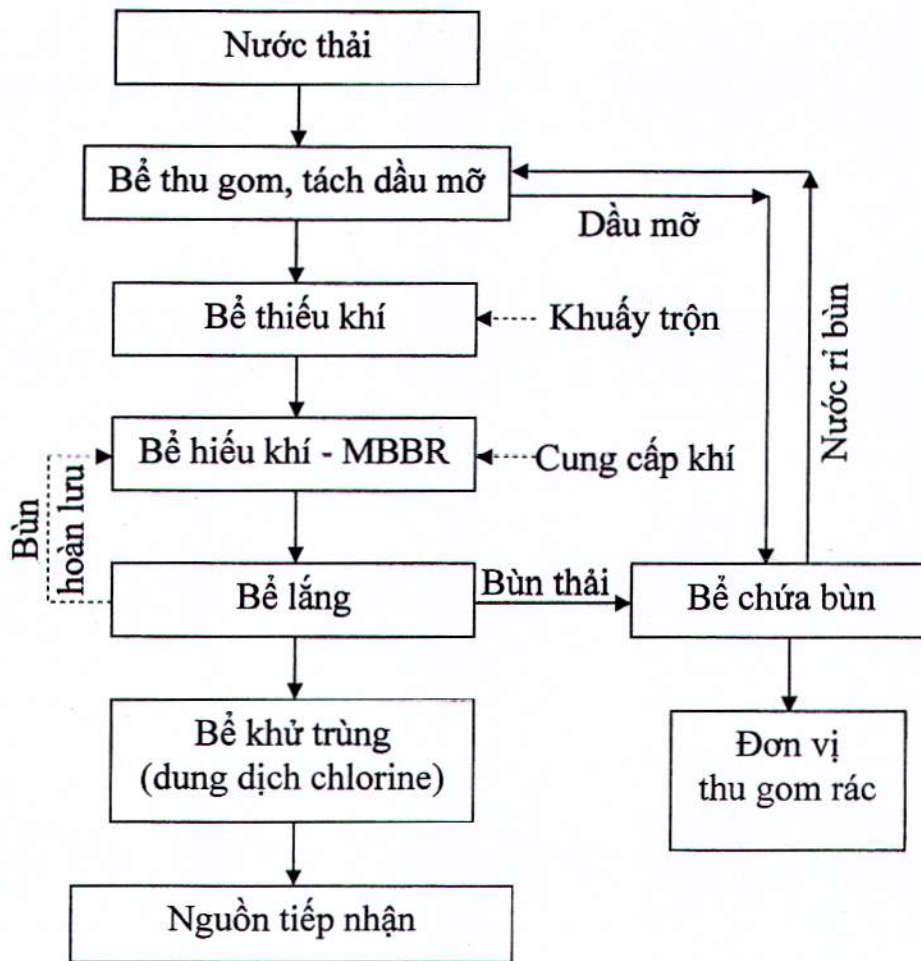 Nước thải
Bể thu gom, tách dầu mỡ
Dầu mỡ
Bể thiếu khí
Khuấy trộn
Nước rỉ bùn
Bể hiếu khí - MBBR
Cung cấp khí
Bùn
hoàn lưu
Bể lắng
Bùn thải
Bể chứa bùn
Bể khử trùng
(dung dịch chlorine)
Đơn vị
thu gom rác
Nguồn tiếp nhận